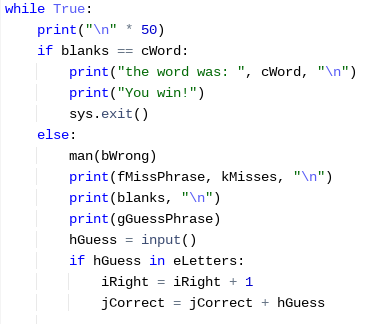 while True:
    print("\n" * 50)
    if blanks == cWord:
        print("the word was: ", cWord, "\n")
        print("You win!")
        sys.exit()
    else:
        man(bWrong)
        print(fMissPhrase, kMisses, "\n")
        print(blanks, "\n")
        print(gGuessPhrase)
        hGuess = input()
        if hGuess in eLetters:
            iRight = iRight + 1
            jCorrect = jCorrect + hGuess